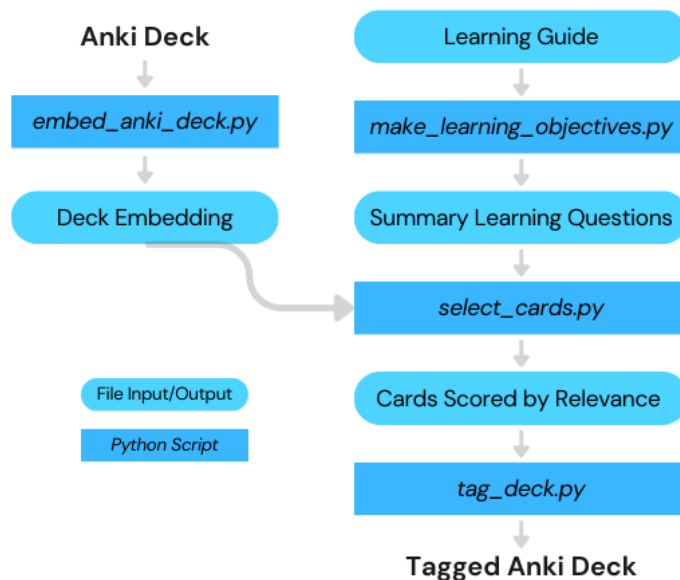 Anki Deck
embed_anki_deck.py
Deck Embedding
Learning Guide
make_learning_objectives.py
Summary Learning Questions
select_cards.py
Cards Scored by Relevance
tag_deck.py
Tagged Anki Deck
File Input/Output
Python Script